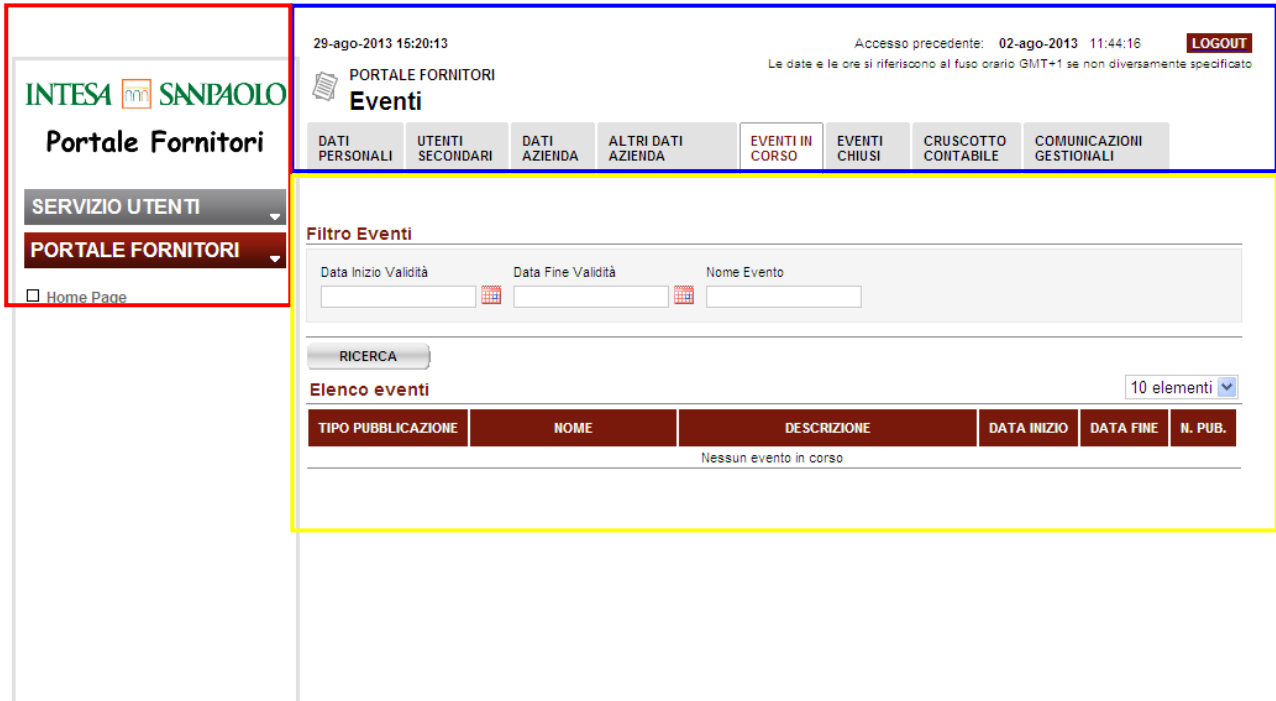 INTESA SANPAOLO
Portale Fornitori
SERVIZIO UTENTI
PORTALE FORNITORI
Home Page
29-ago-2013 15:20:13
Accesso precedente: 02-ago-2013 11:44:16 LOGOUT
Le date e le ore si riferiscono al fuso orario GMT+1 se non diversamente specificato
PORTALE FORNITORI
Eventi
DATI PERSONALI
UTENTI SECONDARI
DATI AZIENDA
ALTRI DATI AZIENDA
EVENTI IN CORSO
EVENTI CHIUSI
CRUSCOTTO CONTABILE
COMUNICAZIONI GESTIONALI
Filtro Eventi
Data Inizio Validità Data Fine Validità Nome Evento
RICERCA
Elenco eventi 10 elementi
TIPO PUBBLICAZIONE NOME DESCRIZIONE DATA INIZIO DATA FINE N. PUB.
Nessun evento in corso